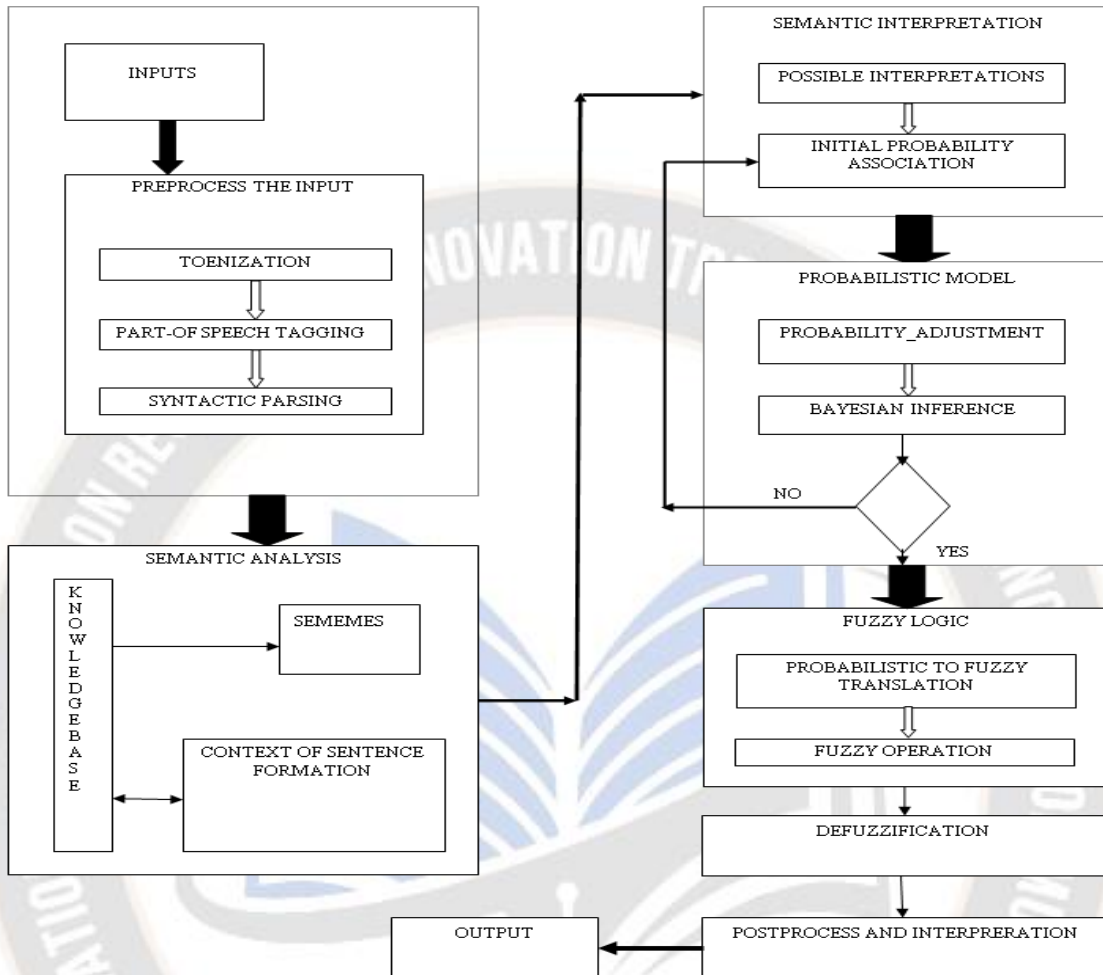 INPUTS
PREPROCESS THE INPUT
TOENIZATION
PART-OF SPEECH TAGGING
SYNTACTIC PARSING
SEMANTIC ANALYSIS
KNOWLEDGEBASE
SEMEMES
CONTEXT OF SENTENCE
FORMATION
SEMANTIC INTERPRETATION
POSSIBLE INTERPRETATIONS
INITIAL PROBABILITY
ASSOCIATION
PROBABILISTIC MODEL
PROBABILITY_ADJUSTMENT
BAYESIAN INFERENCE
NO
YES
FUZZY LOGIC
PROBABILISTIC TO FUZZY
TRANSLATION
FUZZY OPERATION
DEFUZZIFICATION
POSTPROCESS AND INTERPRERATION
OUTPUT